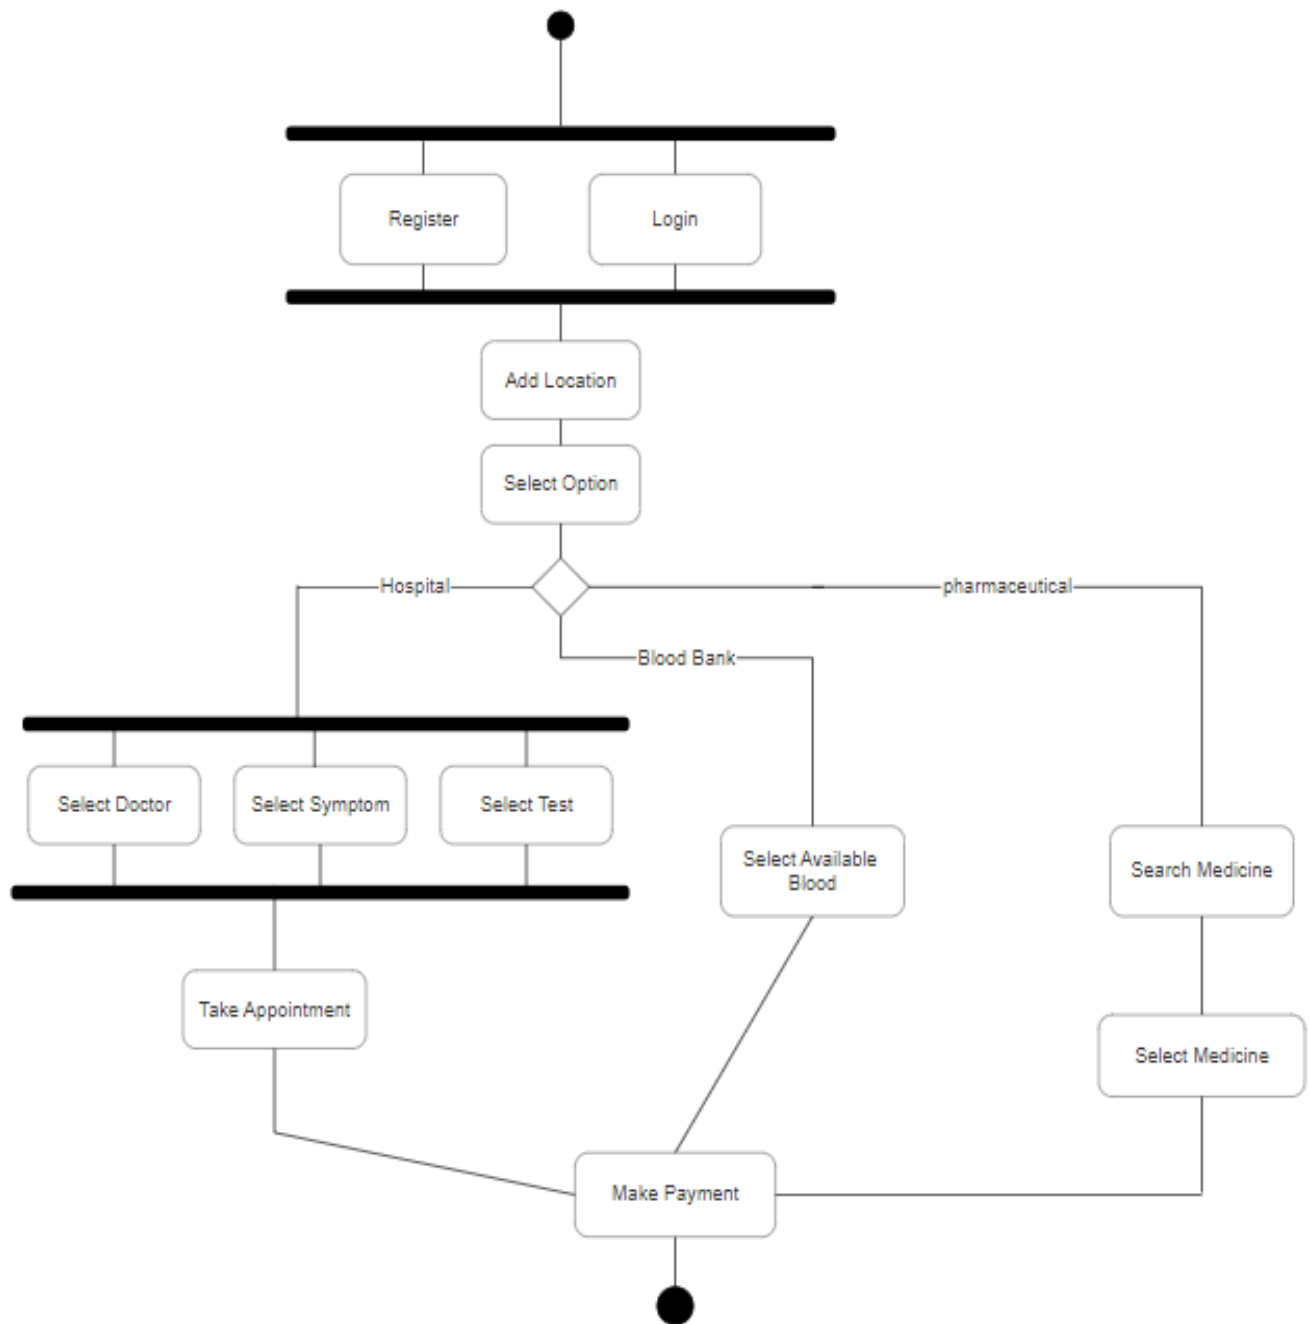 Register
Login
Add Location
Select Option
Hospital
pharmaceutical
Blood Bank
Select Doctor
Select Symptom
Select Test
Select Available
Blood
Search Medicine
Take Appointment
Select Medicine
Make Payment